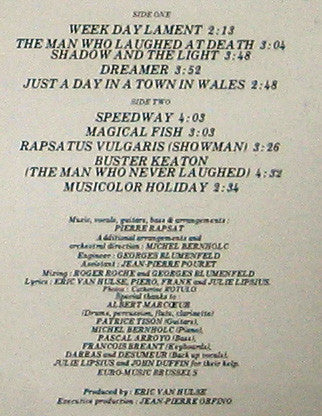 SIDE ONE
WEEK DAY LAMENT 2:13
THE MAN WHO LAUGHED AT DEATH 3:04
SHADOW AND THE LIGHT 3:48
DREAMER 3:52
JUST A DAY IN A TOWN IN WALES 2:48
SIDE TWO
SPEEDWAY 4:03
MAGICAL FISH 3:03
RAPSATUS VULGARIS (SHOWMAN) 3:26
BUSTER KEATON
(THE MAN WHO NEVER LAUGHED) 4:32
MUSICOLOR HOLIDAY 2:34
Music, vocals, guitars, bass & arrangements:
PIERRE RAPSAT
Additional arrangements and
orchestral direction: MICHEL BERNHOLC
Engineer: GEORGES BLUMENFELD
Assistant: JEAN-PIERRE POURET
Mixing: ROGER ROCHE and GEORGES BLUMENFELD
Lyrics: ERIC VAN HULSE, PIERO, FRANK and JULIE LIPSIUS.
Photos: Catherine ROTULO.
Special thanks to:
ALBERT MARCŒUR
(Drums, percussion, flute, clarinette)
PATRICE TISON (Guitars),
MICHEL BERNHOLC (Piano),
PASCAL ARROYO (Bass),
FRANCOIS BREANT (Keyboards),
DARRAS and DESUMEUR (Back up vocals),
JULIE LIPSIUS and JOHN DUFFIN for their help,
EURO-MUSIC BRUSSELS
Produced by: ERIC VAN HULSE
Executive production: JEAN-PIERRE ORFINO